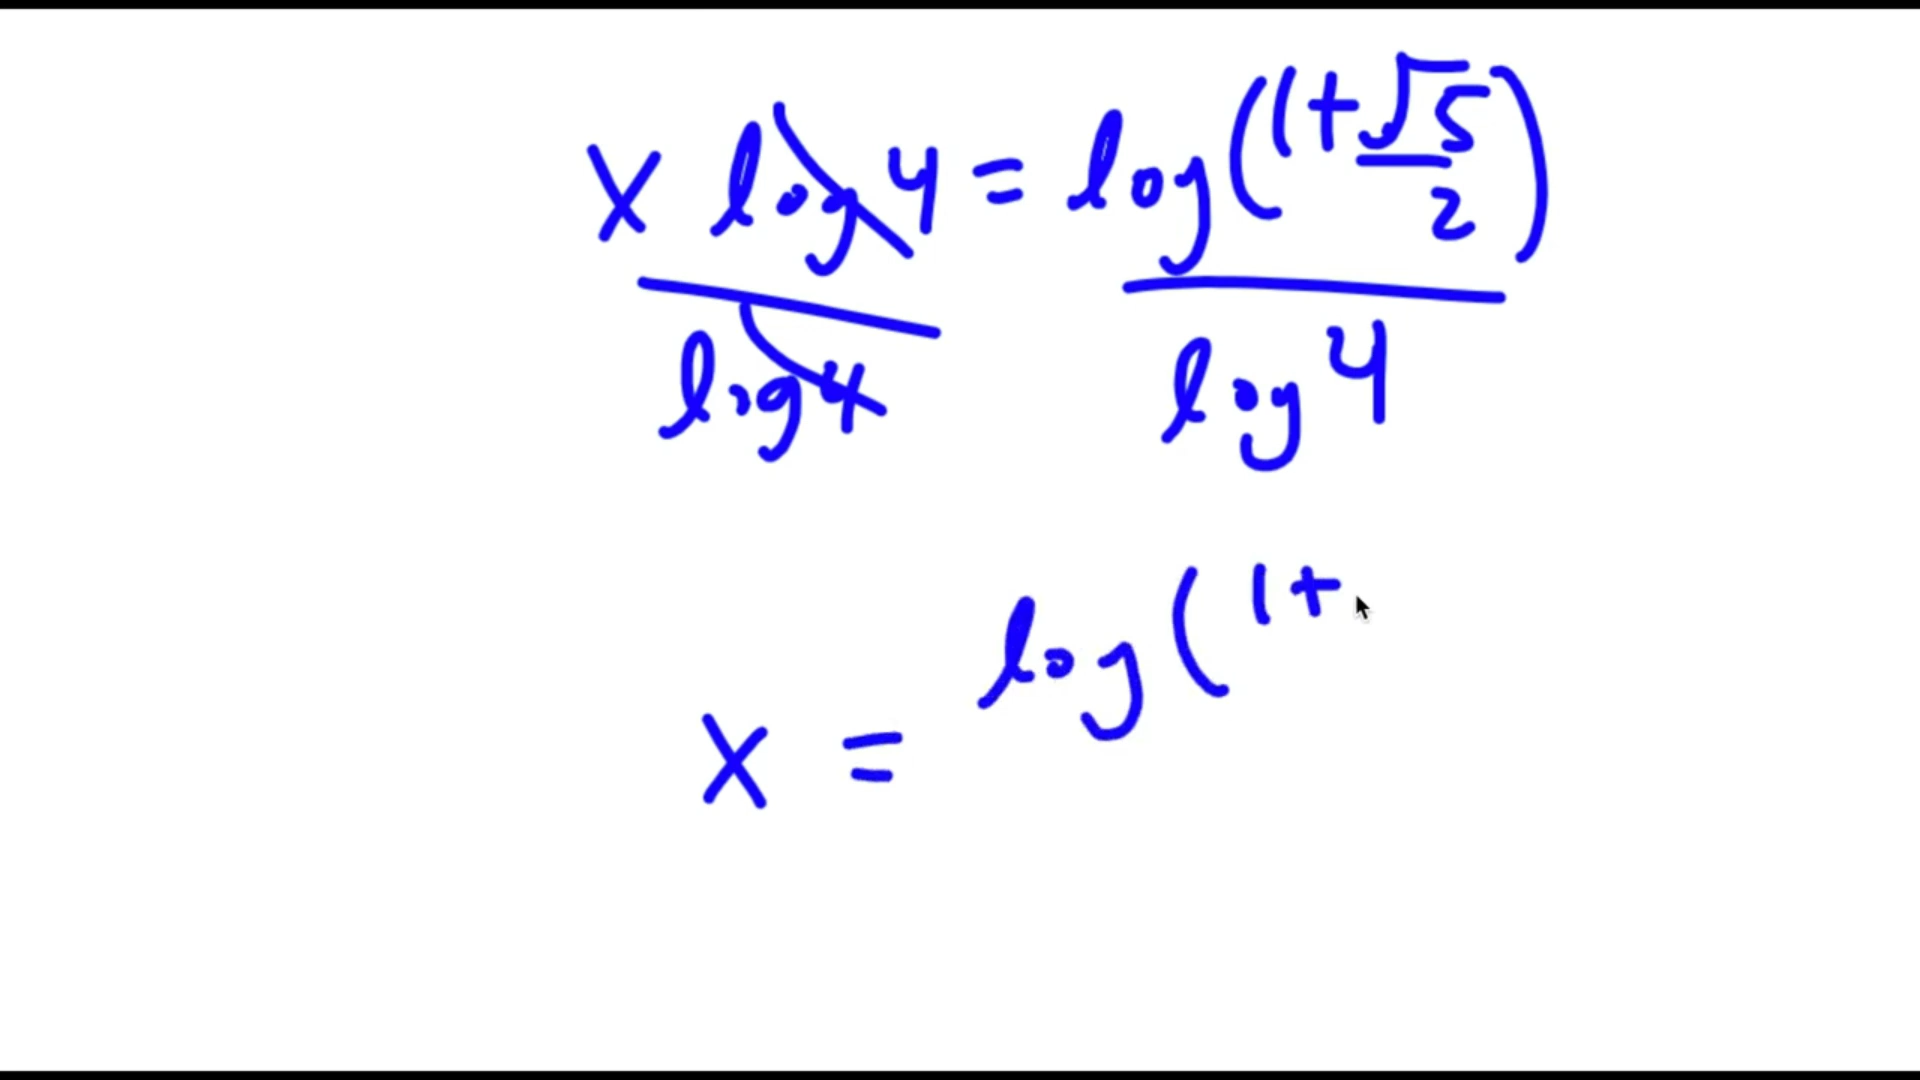 x log 4 = log(1+√5 / 2)
log 4 log 4
x = log(1+